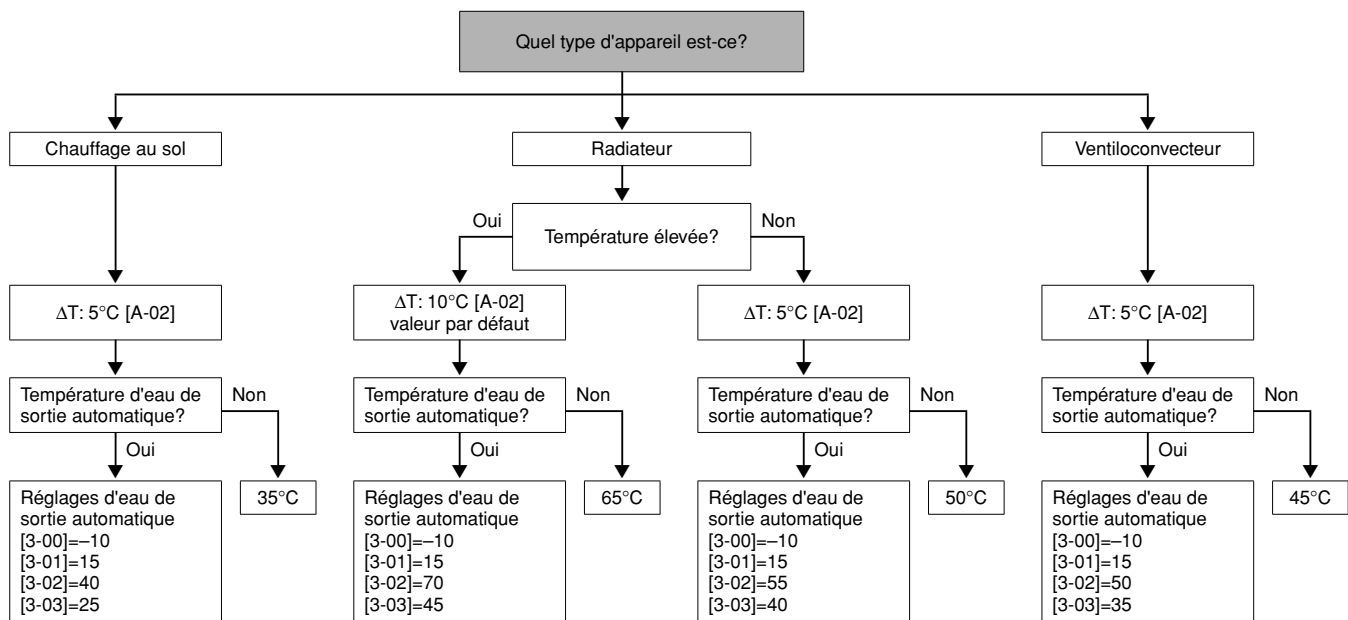 Quel type d'appareil est-ce?
Chauffage au sol
Radiateur
Ventiloconvecteur
Oui
Température élevée?
Non
ΔT: 5°C [A-02]
ΔT: 10°C [A-02]
valeur par défaut
ΔT: 5°C [A-02]
ΔT: 5°C [A-02]
Température d'eau de
sortie automatique?
Non
Température d'eau de
sortie automatique?
Non
Température d'eau de
sortie automatique?
Non
Température d'eau de
sortie automatique?
Non
Oui
Oui
Oui
Oui
Réglages d'eau de
sortie automatique
[3-00]=–10
[3-01]=15
[3-02]=40
[3-03]=25
35°C
Réglages d'eau de
sortie automatique
[3-00]=–10
[3-01]=15
[3-02]=70
[3-03]=45
65°C
Réglages d'eau de
sortie automatique
[3-00]=–10
[3-01]=15
[3-02]=55
[3-03]=40
50°C
Réglages d'eau de
sortie automatique
[3-00]=–10
[3-01]=15
[3-02]=50
[3-03]=35
45°C